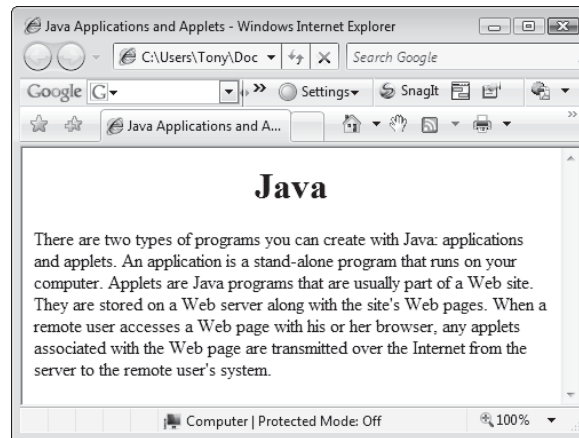 Java Applications and Applets - Windows Internet Explorer
C:\Users\Tony\Doc
Search Google
Google G
Settings
SnagIt
Java Applications and A...
Java
There are two types of programs you can create with Java: applications
and applets. An application is a stand-alone program that runs on your
computer. Applets are Java programs that are usually part of a Web site.
They are stored on a Web server along with the site's Web pages. When a
remote user accesses a Web page with his or her browser, any applets
associated with the Web page are transmitted over the Internet from the
server to the remote user's system.
Computer | Protected Mode: Off
100%